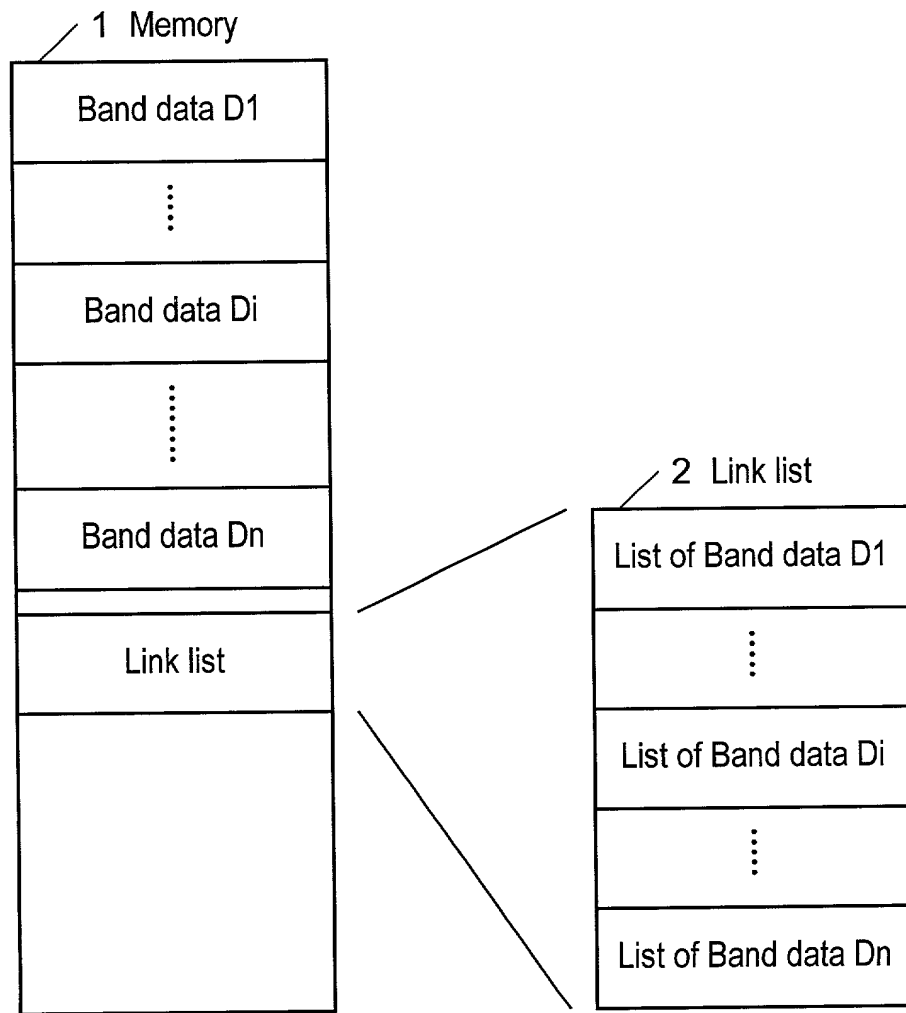 1 Memory
Band data D1
Band data Di
Band data Dn
Link list
2 Link list
List of Band data D1
List of Band data Di
List of Band data Dn